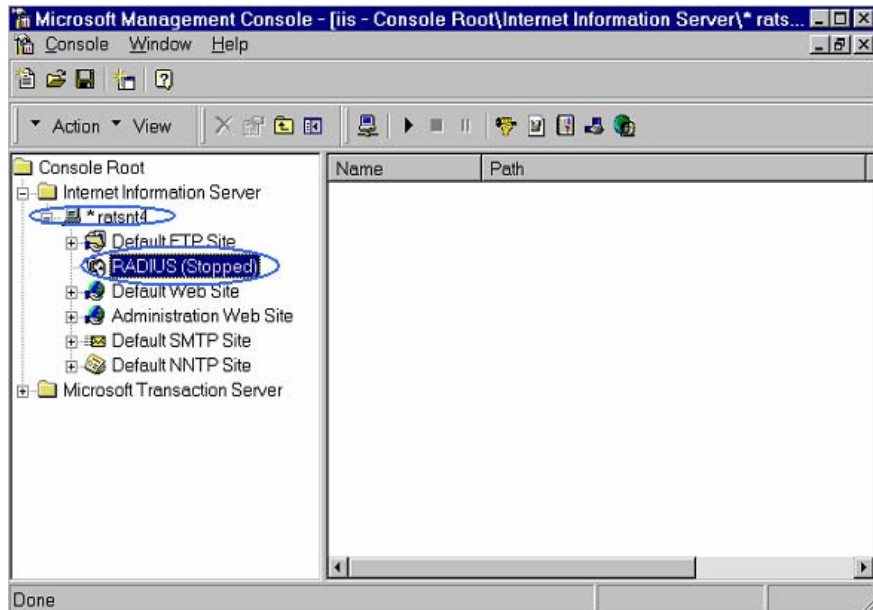 Microsoft Management Console - [iis - Console Root\Internet Information Server\* rats...
Console Window Help
Action View
Console Root
Internet Information Server
* ratsnt4
Default FTP Site
RADIUS (Stopped)
Default Web Site
Administration Web Site
Default SMTP Site
Default NNTP Site
Microsoft Transaction Server
Name Path
Done